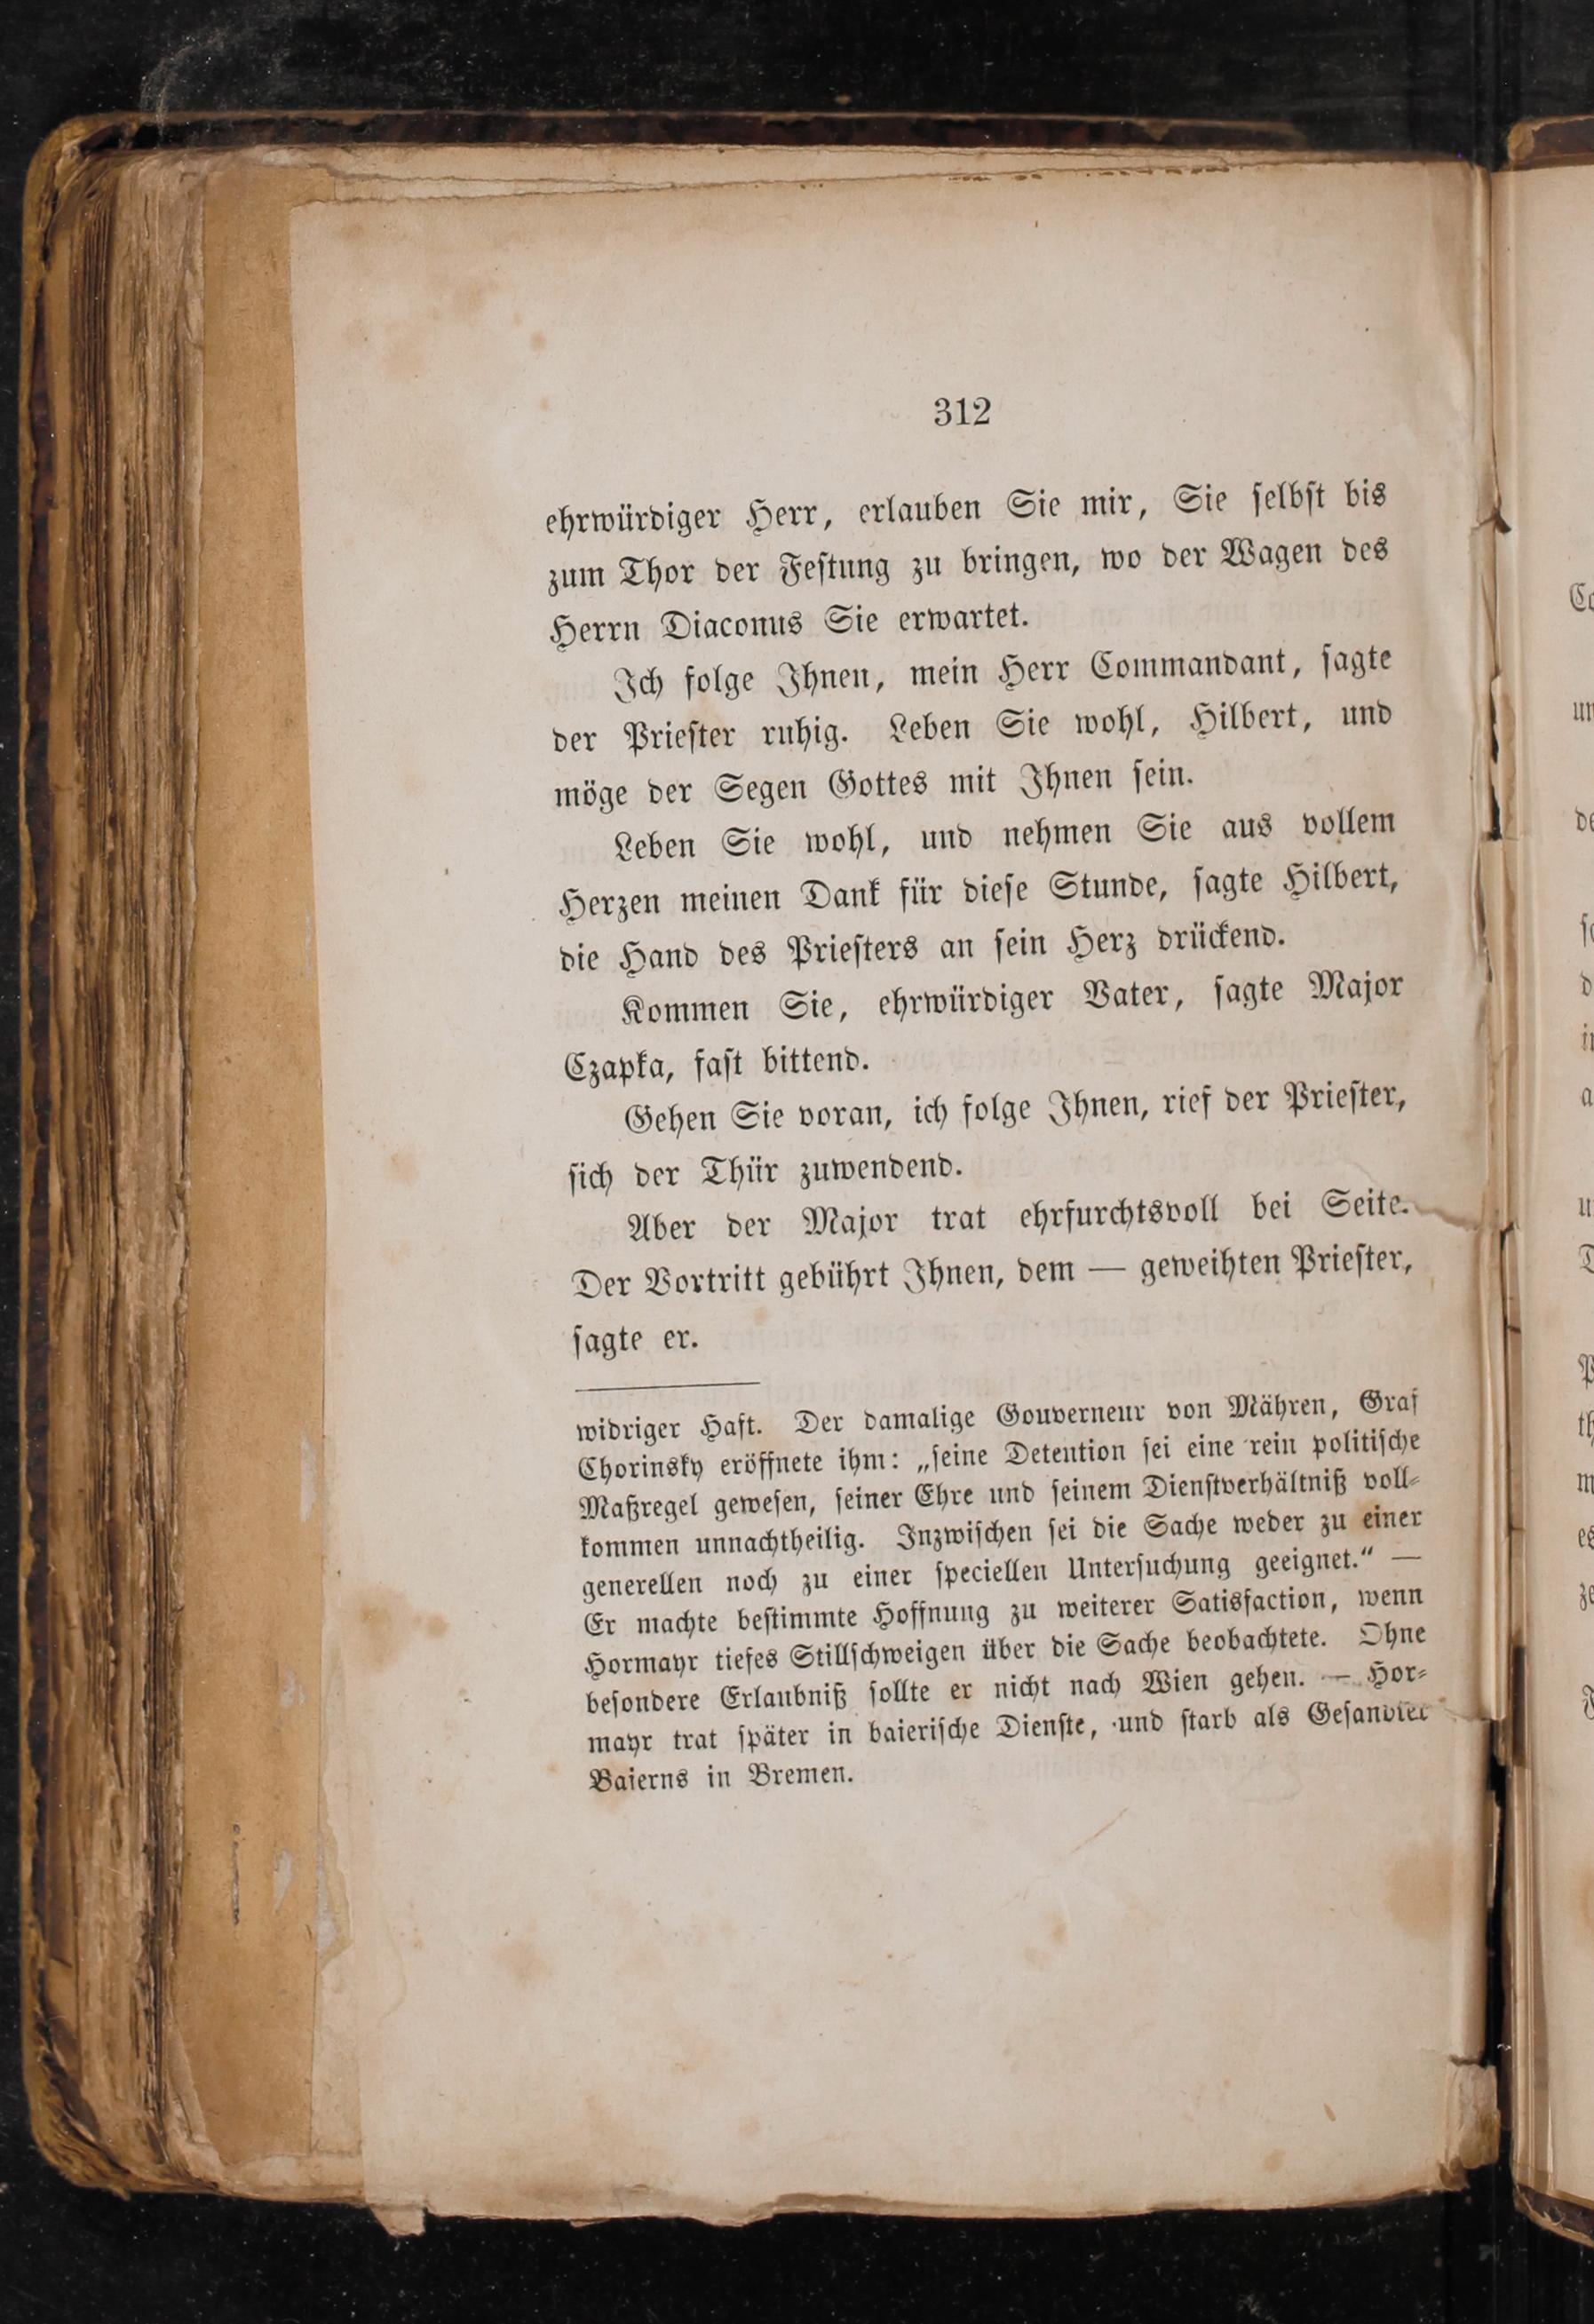 312
ehrwürdiger Herr, erlauben Sie mir, Sie ſelbſt bis
zum Thor der Feſtung zu bringen, wo der Wagen des
Herrn Diaconus Sie erwartet.
Ich folge Ihnen, mein Herr Commandant, ſagte
der Prieſter ruhig. Leben Sie wohl, Hilbert, und
möge der Segen Gottes mit Ihnen ſein.
Leben Sie wohl, und nehmen Sie aus vollem
Herzen meinen Dank für dieſe Stunde, ſagte Hilbert,
die Hand des Prieſters an ſein Herz drückend.
Kommen Sie, ehrwürdiger Vater, ſagte Major
Czapka, faſt bittend.
Gehen Sie voran, ich folge Ihnen, rief der Prieſter,
ſich der Thür zuwendend.
Aber der Major trat ehrfurchtsvoll bei Seite.
Der Vortritt gebührt Ihnen, dem — geweihten Prieſter,
ſagte er.
widriger Haft. Der damalige Gouverneur von Mähren, Graf
Chorinsky eröffnete ihm: „ſeine Detention ſei eine rein politiſche
Maßregel geweſen, ſeiner Ehre und ſeinem Dienſtverhältniß voll⸗
kommen unnachtheilig. Inzwiſchen ſei die Sache weder zu einer
generellen noch zu einer ſpeciellen Unterſuchung geeignet.“ —
Er machte beſtimmte Hoffnung zu weiterer Satisfaction, wenn
Hormayr tiefes Stillſchweigen über die Sache beobachtete. Ohne
beſondere Erlaubniß ſollte er nicht nach Wien gehen. — Hor⸗
mayr trat ſpäter in baieriſche Dienſte, und ſtarb als Geſandter
Baierns in Bremen.